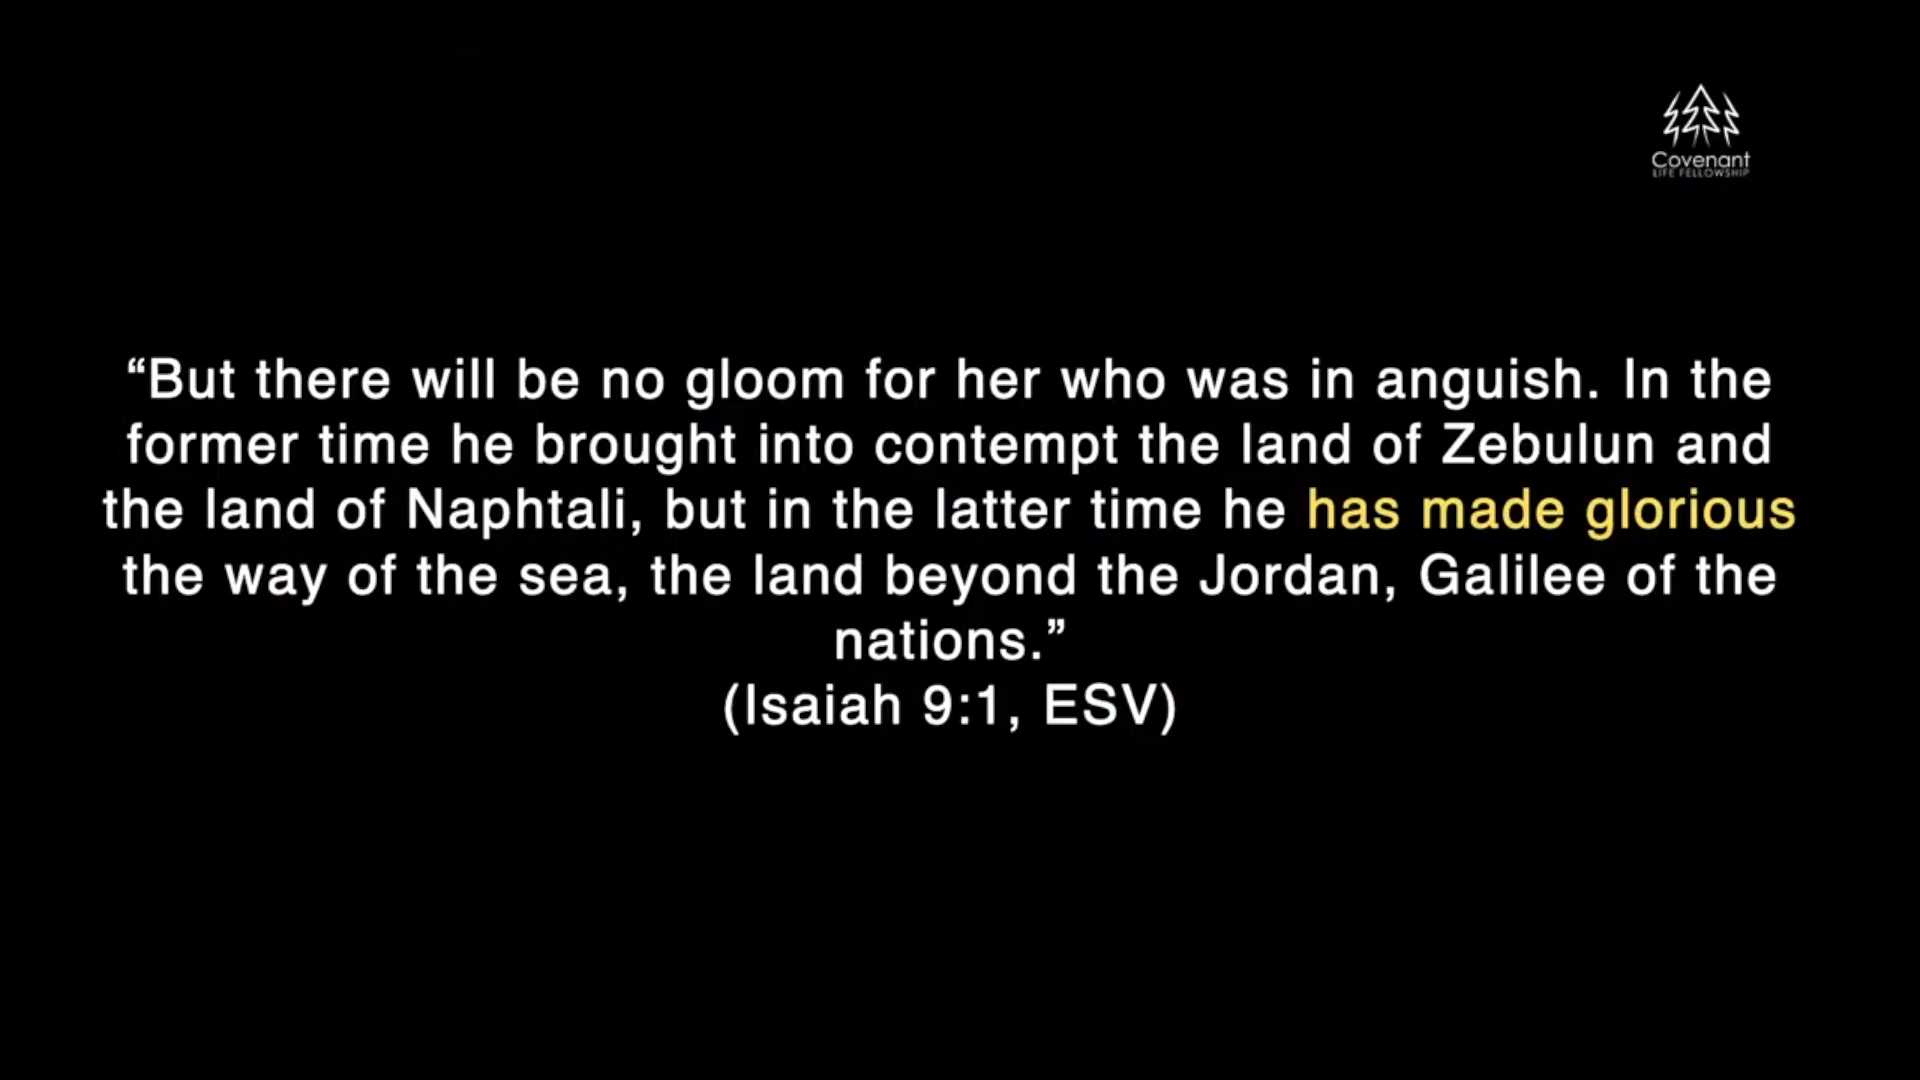 Covenant
LIFE FELLOWSHIP
“But there will be no gloom for her who was in anguish. In the
former time he brought into contempt the land of Zebulun and
the land of Naphtali, but in the latter time he has made glorious
the way of the sea, the land beyond the Jordan, Galilee of the
nations.”
(Isaiah 9:1, ESV)